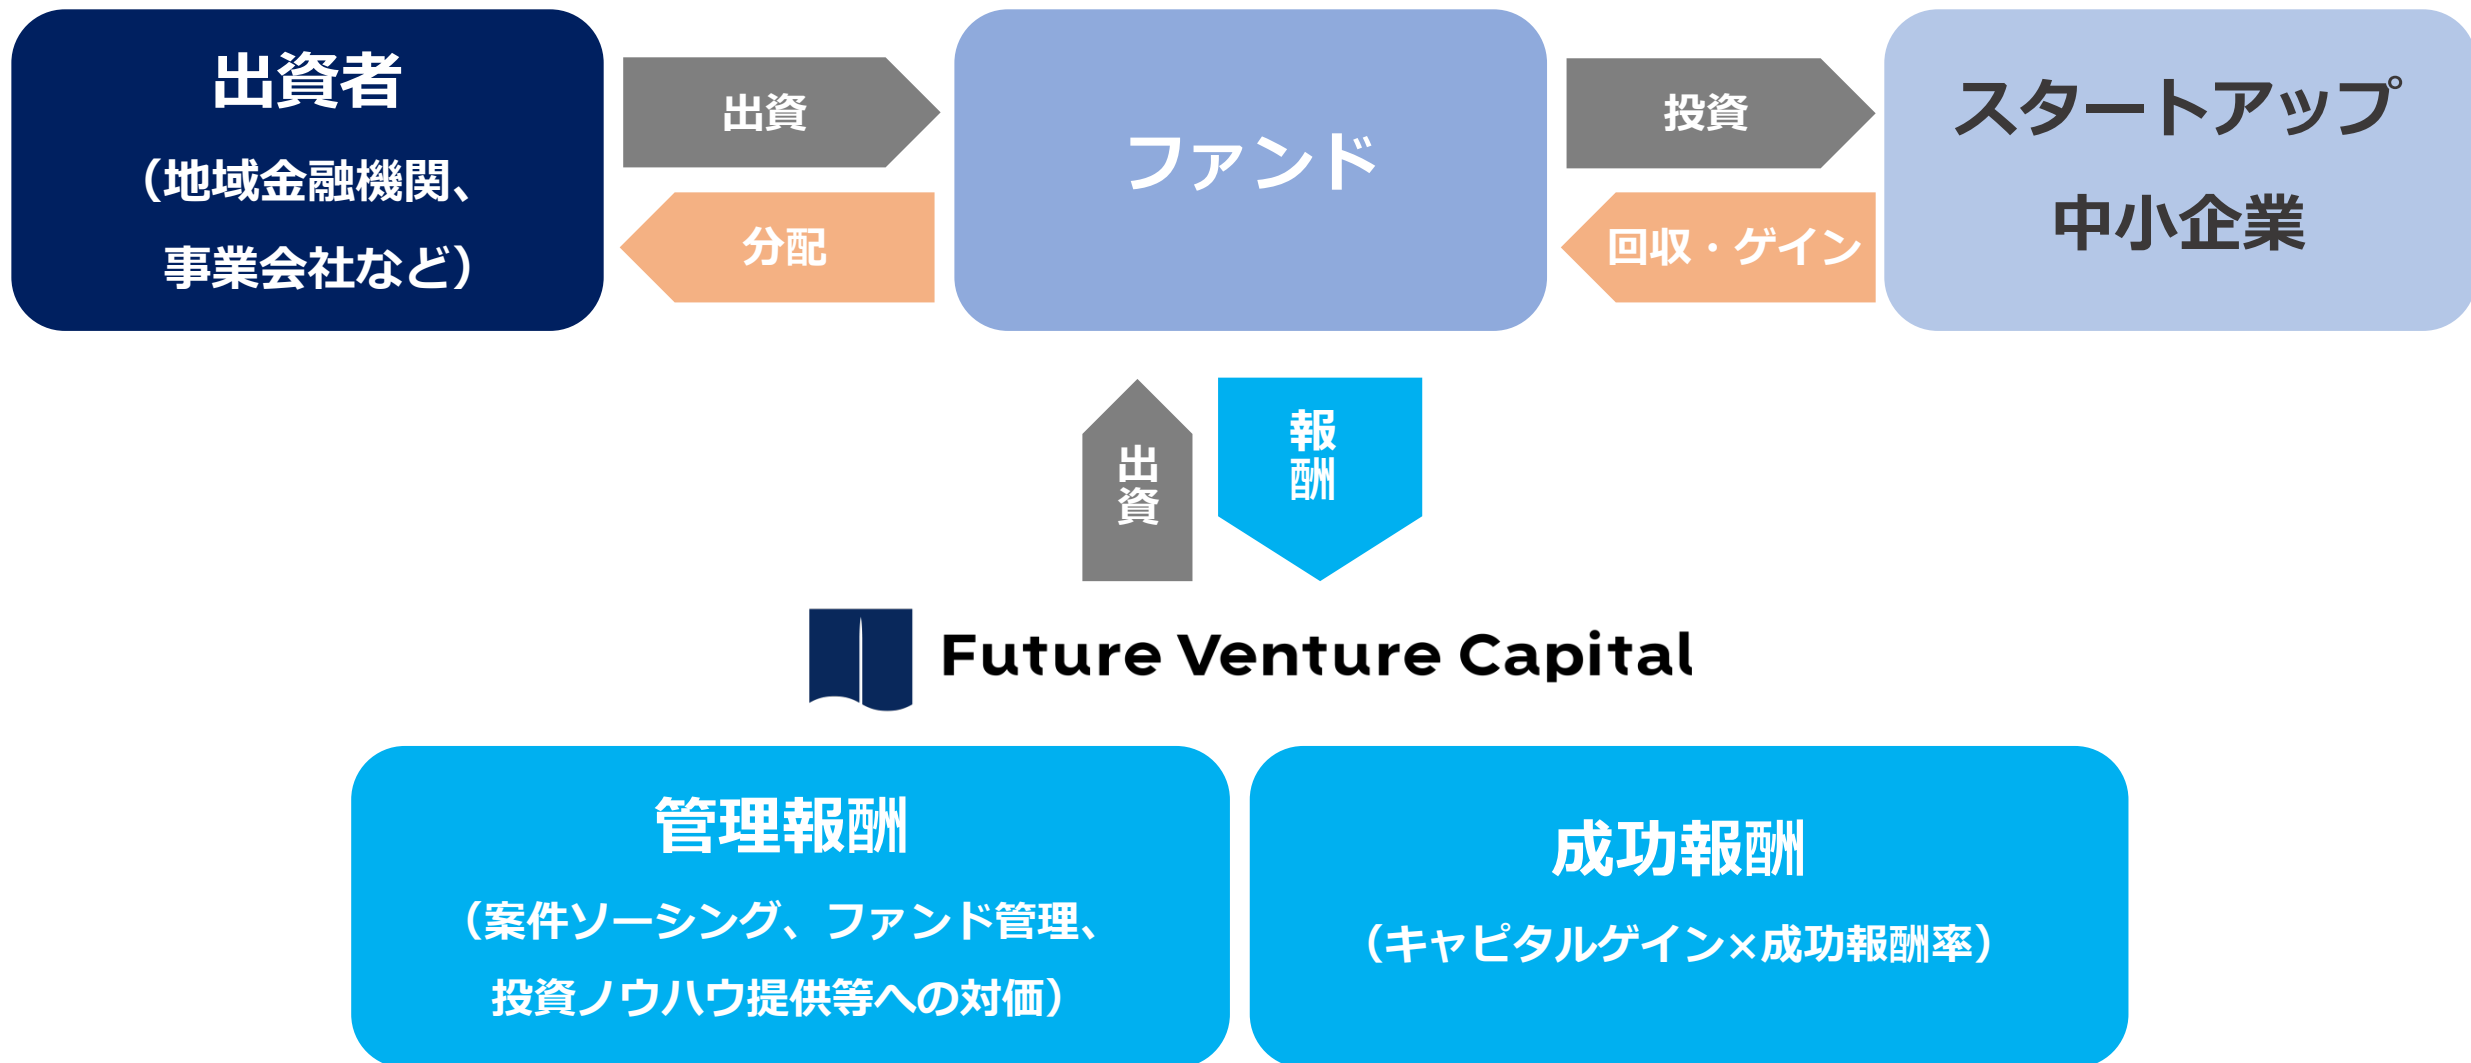 出資者
（地域金融機関、
事業会社など）
出資
分配
ファンド
投資
回収・ゲイン
スタートアップ
中小企業
出資
報酬
Future Venture Capital
管理報酬
（案件ソーシング、ファンド管理、
投資ノウハウ提供等への対価）
成功報酬
（キャピタルゲイン×成功報酬率）